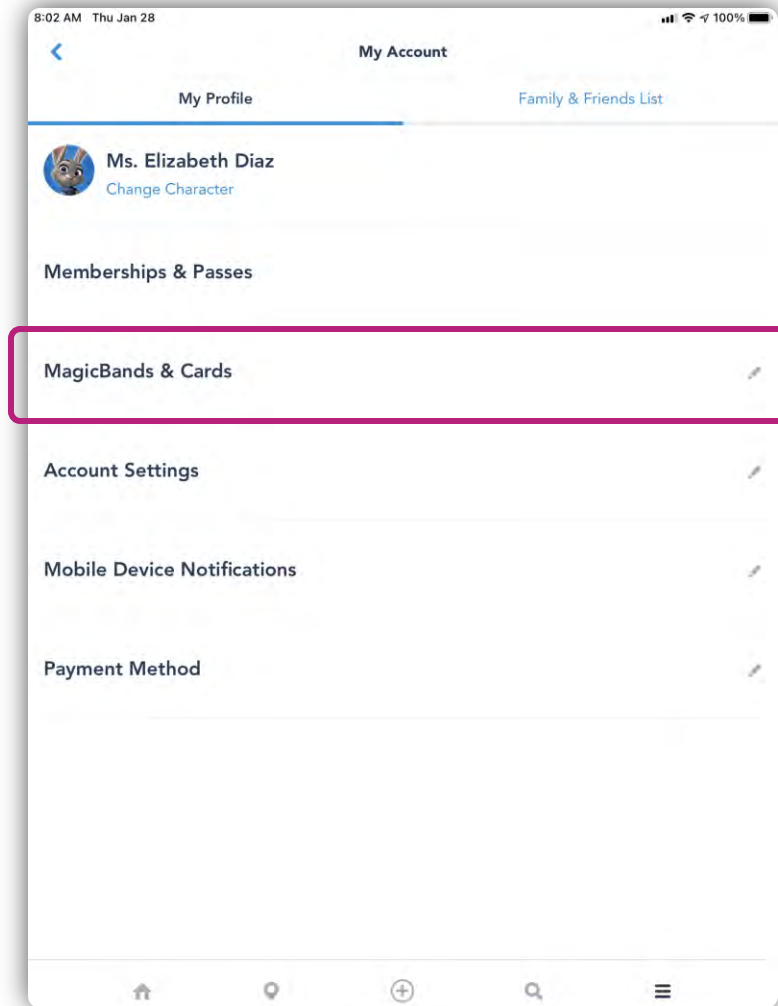 8:02 AM Thu Jan 28 100%
My Account
My Profile Family & Friends List
Ms. Elizabeth Diaz
Change Character
Memberships & Passes
MagicBands & Cards
Account Settings
Mobile Device Notifications
Payment Method